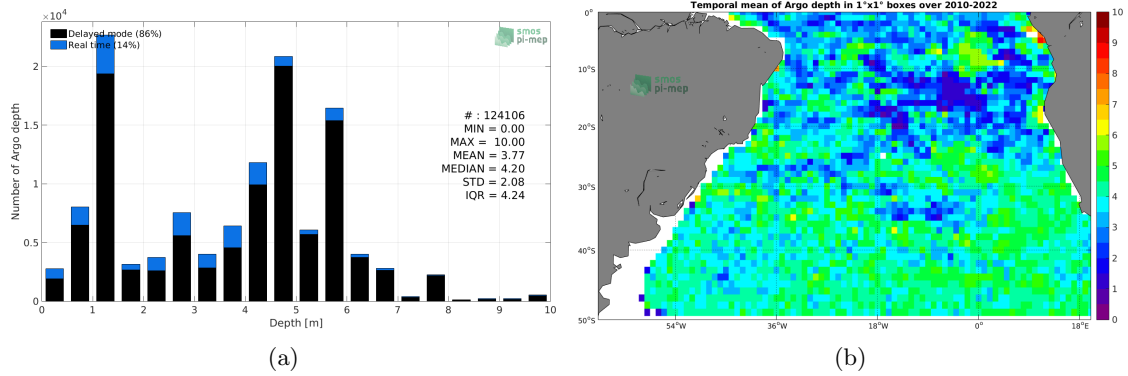 ×10⁴
Delayed mode (86%)
Real time (14%)
smos
pi-mep
2
1.5
1
0.5
0
Number of Argo depth
# : 124106
MIN = 0.00
MAX = 10.00
MEAN = 3.77
MEDIAN = 4.20
STD = 2.08
IQR = 4.24
0 1 2 3 4 5 6 7 8 9 10
Depth [m]
(a)
Temporal mean of Argo depth in 1°x1° boxes over 2010-2022
smos
pi-mep
0°
10°S
20°S
30°S
40°S
50°S
54°W 36°W 18°W 0° 18°E
10
9
8
7
6
5
4
3
2
1
0
(b)